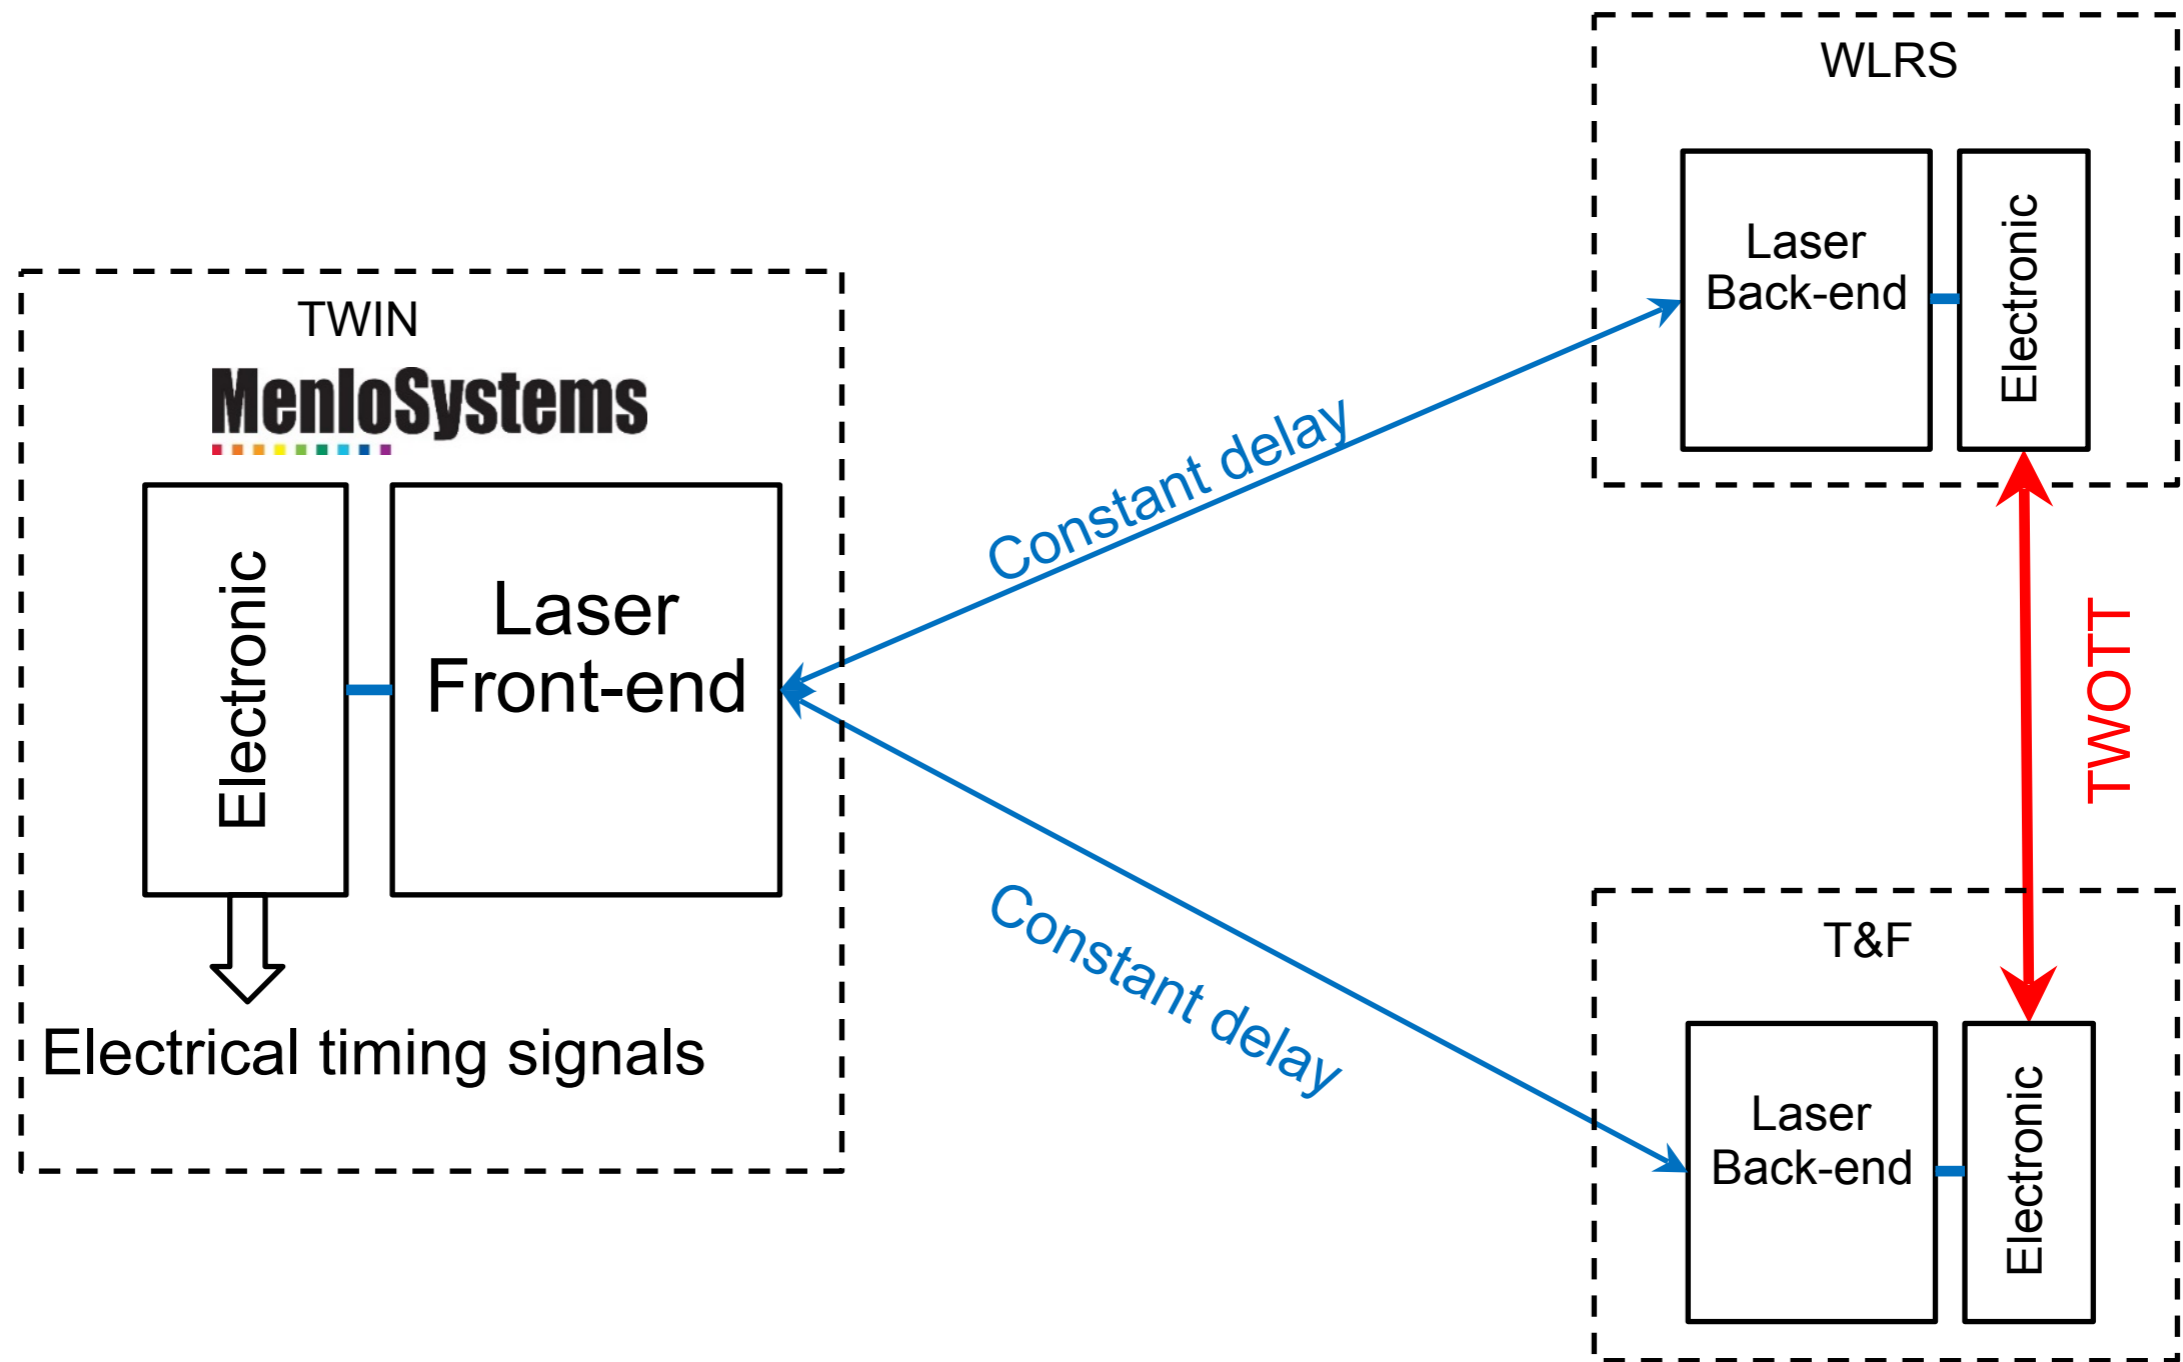 TWIN
MenloSystems
Electronic
Laser
Front-end
Electrical timing signals
Constant delay
Constant delay
WLRS
Laser
Back-end
Electronic
TWOTT
T&F
Laser
Back-end
Electronic